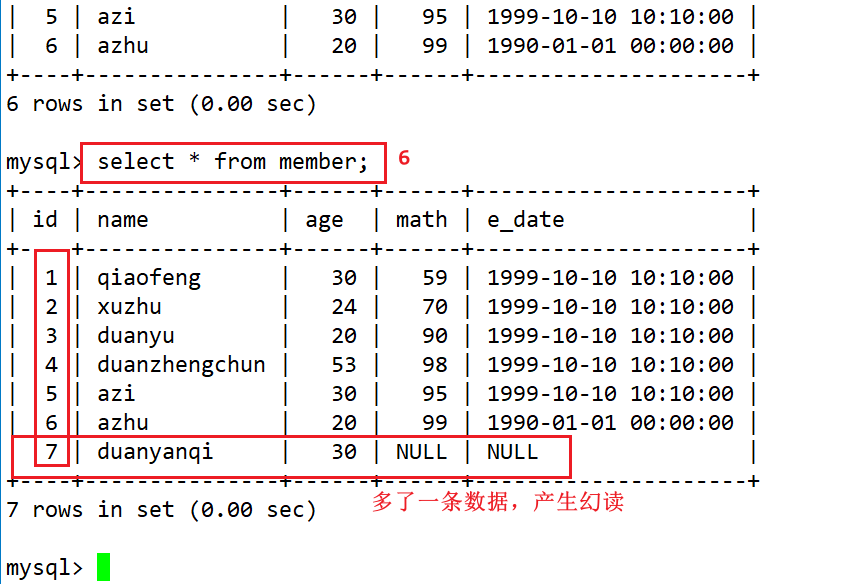 |  5 | azi           |   30 |   95 | 1999-10-10 10:10:00 |
|  6 | azhu          |   20 |   99 | 1990-01-01 00:00:00 |
+----+---------------+------+------+---------------------+
6 rows in set (0.00 sec)
mysql> select * from member; 6
+----+---------------+------+------+---------------------+
| id | name          | age  | math | e_date              |
+----+---------------+------+------+---------------------+
|  1 | qiaofeng      |   30 |   59 | 1999-10-10 10:10:00 |
|  2 | xuzhu         |   24 |   70 | 1999-10-10 10:10:00 |
|  3 | duanyu        |   20 |   90 | 1999-10-10 10:10:00 |
|  4 | duanzhengchun |   53 |   98 | 1999-10-10 10:10:00 |
|  5 | azi           |   30 |   95 | 1999-10-10 10:10:00 |
|  6 | azhu          |   20 |   99 | 1990-01-01 00:00:00 |
|  7 | duanyanqi     |   30 | NULL | NULL                |
+----+---------------+------+------+---------------------+
多了一条数据，产生幻读
7 rows in set (0.00 sec)
mysql>